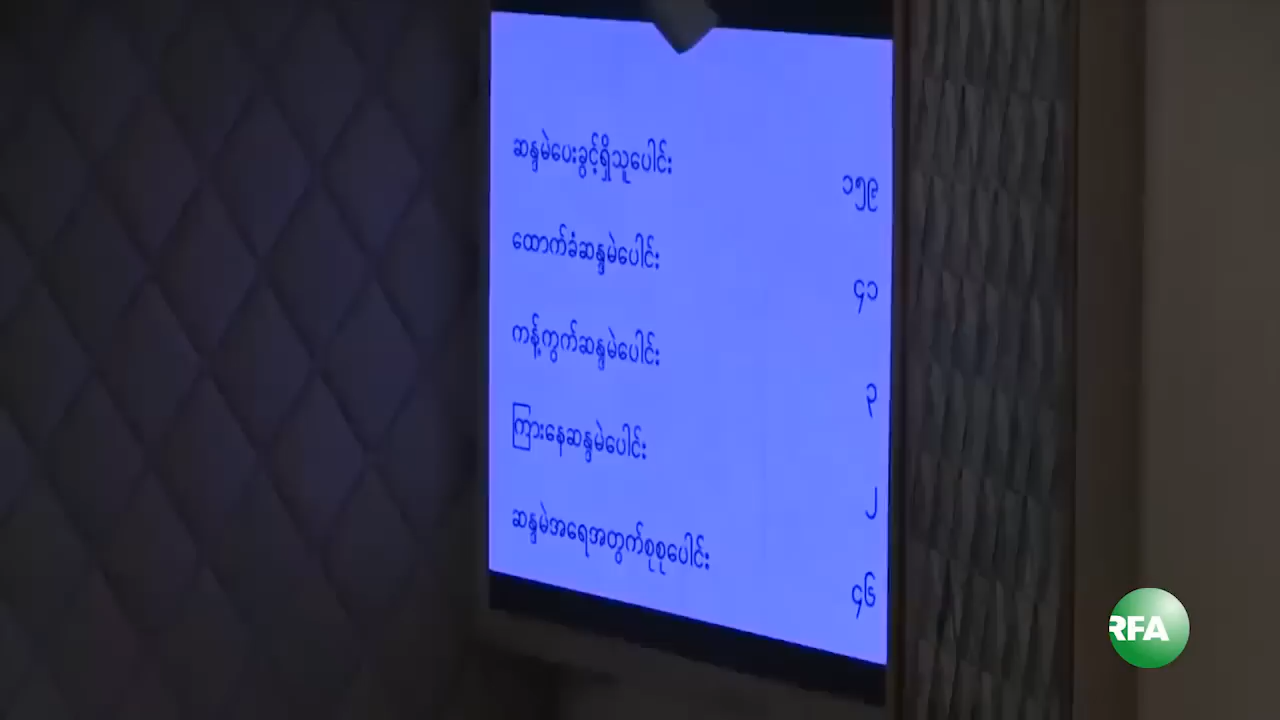 ဆန္ဒမဲပေးခွင့်ရှိသူပေါင်း
၁၅၉
ထောက်ခံဆန္ဒမဲပေါင်း
၄၁
ကန့်ကွက်ဆန္ဒမဲပေါင်း
၃
ကြားနေဆန္ဒမဲပေါင်း
၂
ဆန္ဒမဲအရေအတွက်စုစုပေါင်း
၄၆
RFA